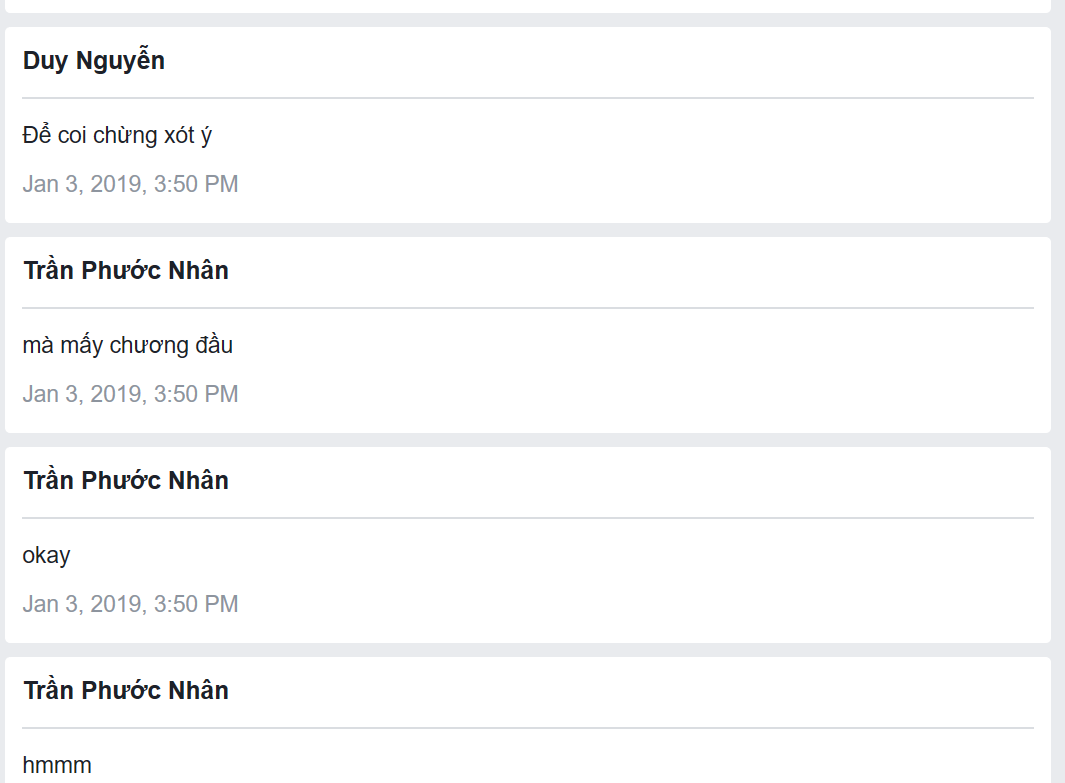 Duy Nguyễn
Để coi chừng xót ý
Jan 3, 2019, 3:50 PM
Trần Phước Nhân
mà mấy chương đầu
Jan 3, 2019, 3:50 PM
Trần Phước Nhân
okay
Jan 3, 2019, 3:50 PM
Trần Phước Nhân
hmmm